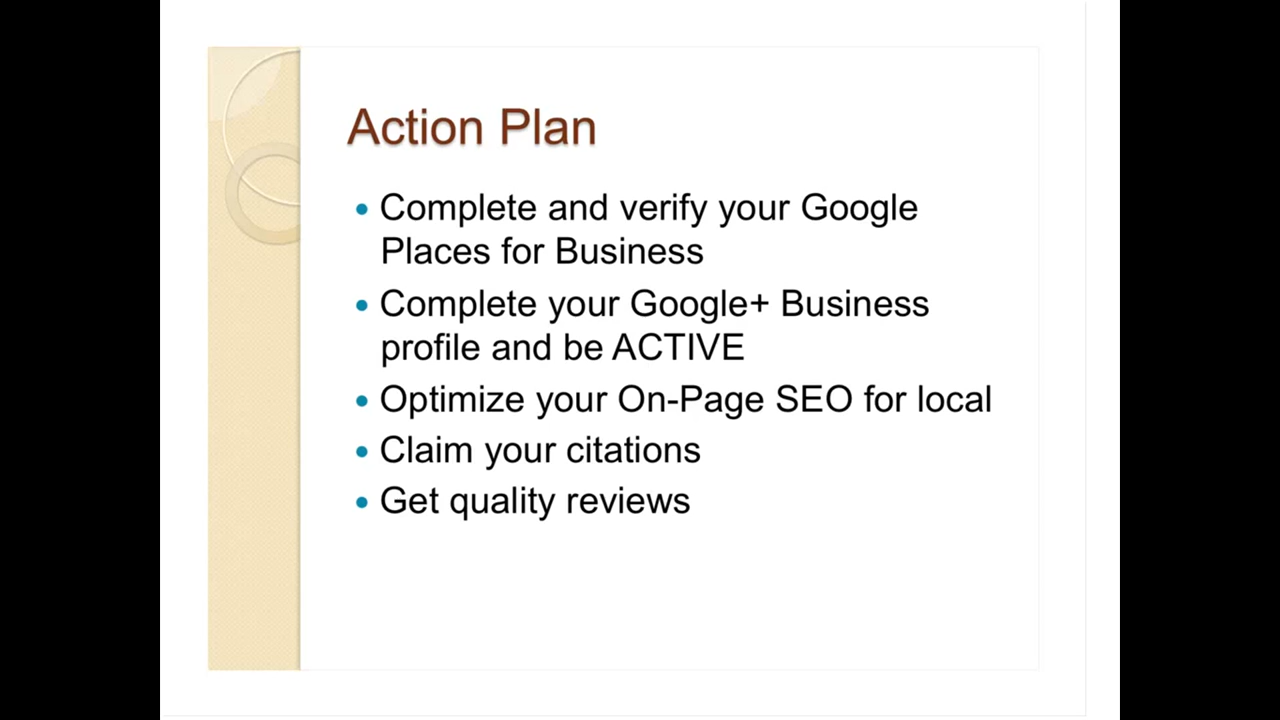 Action Plan
• Complete and verify your Google
Places for Business
• Complete your Google+ Business
profile and be ACTIVE
• Optimize your On-Page SEO for local
• Claim your citations
• Get quality reviews